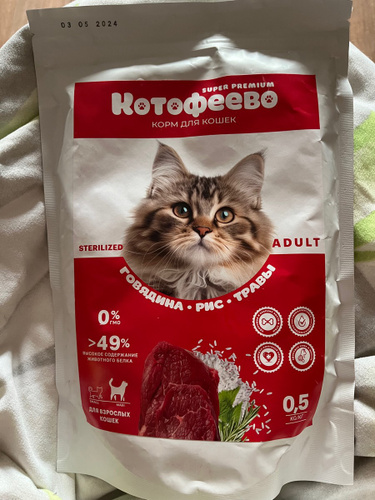 03 05 2024
SUPER PREMIUM
Котофеево
КОРМ ДЛЯ КОШЕК
STERILIZED
ADULT
ГОВЯДИНА • РИС • ТРАВЫ
0%
ГМО
>49%
ВЫСОКОЕ СОДЕРЖАНИЕ
ЖИВОТНОГО БЕЛКА
ДЛЯ ВЗРОСЛЫХ
КОШЕК
0,5